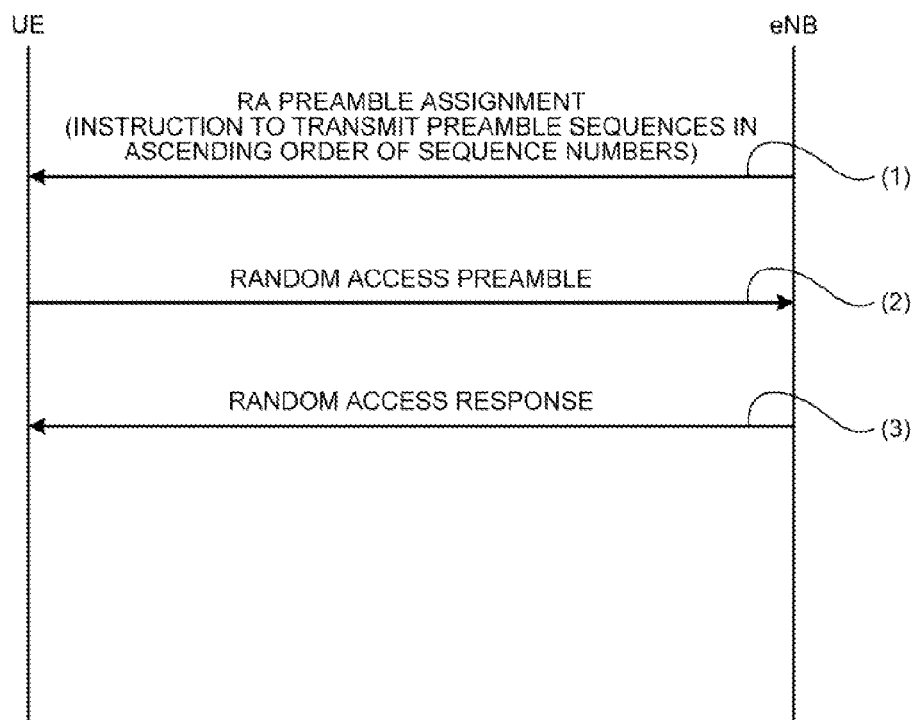 UE
eNB
RA PREAMBLE ASSIGNMENT
(INSTRUCTION TO TRANSMIT PREAMBLE SEQUENCES IN
ASCENDING ORDER OF SEQUENCE NUMBERS)
(1)
RANDOM ACCESS PREAMBLE
(2)
RANDOM ACCESS RESPONSE
(3)